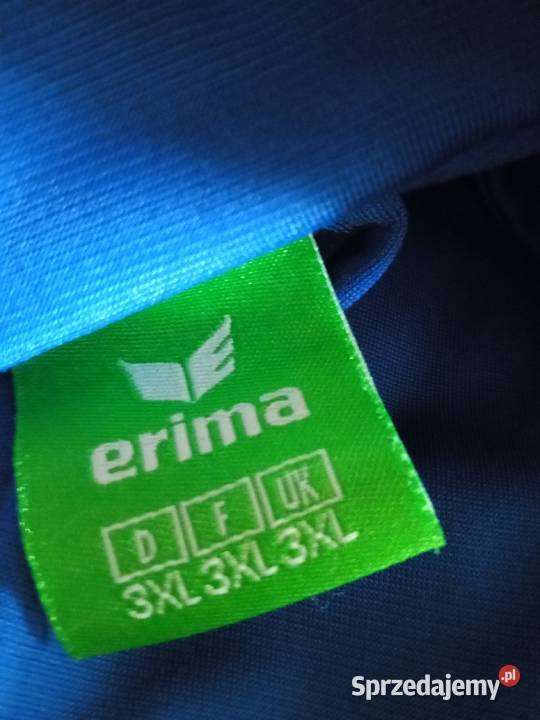 erima
D F UK
3XL 3XL 3XL
Sprzedajemy.pl